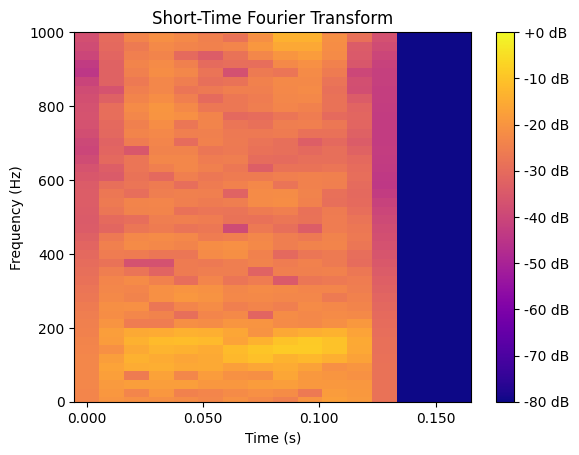 Short-Time Fourier Transform
1000
800
600
400
200
0
Frequency (Hz)
0.000
0.050
0.100
0.150
Time (s)
+0 dB
-10 dB
-20 dB
-30 dB
-40 dB
-50 dB
-60 dB
-70 dB
-80 dB